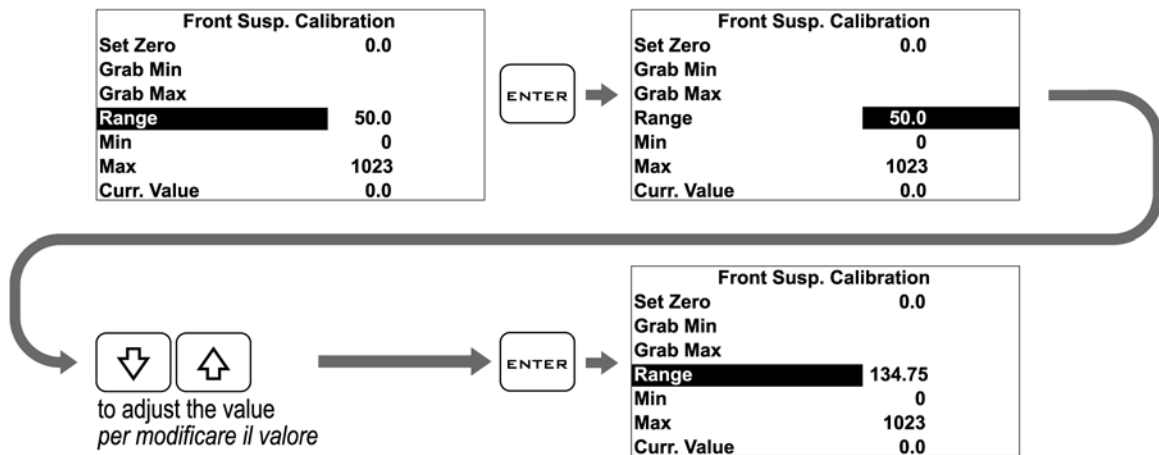 Front Susp. Calibration
Set Zero 0.0
Grab Min
Grab Max
Range 50.0
Min 0
Max 1023
Curr. Value 0.0
ENTER
Front Susp. Calibration
Set Zero 0.0
Grab Min
Grab Max
Range 50.0
Min 0
Max 1023
Curr. Value 0.0
to adjust the value
per modificare il valore
ENTER
Front Susp. Calibration
Set Zero 0.0
Grab Min
Grab Max
Range 134.75
Min 0
Max 1023
Curr. Value 0.0